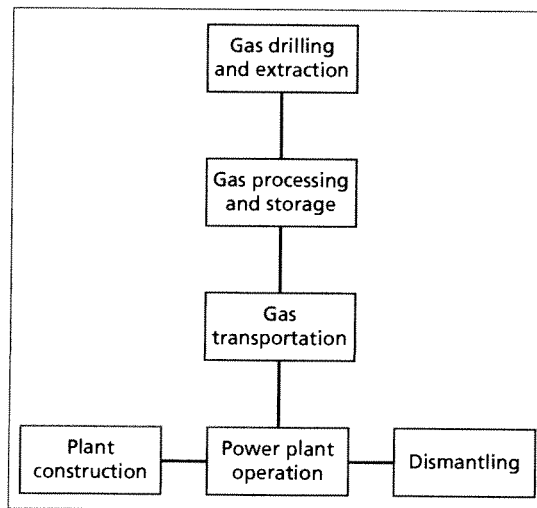 Gas drilling
and extraction
Gas processing
and storage
Gas
transportation
Plant
construction
Power plant
operation
Dismantling